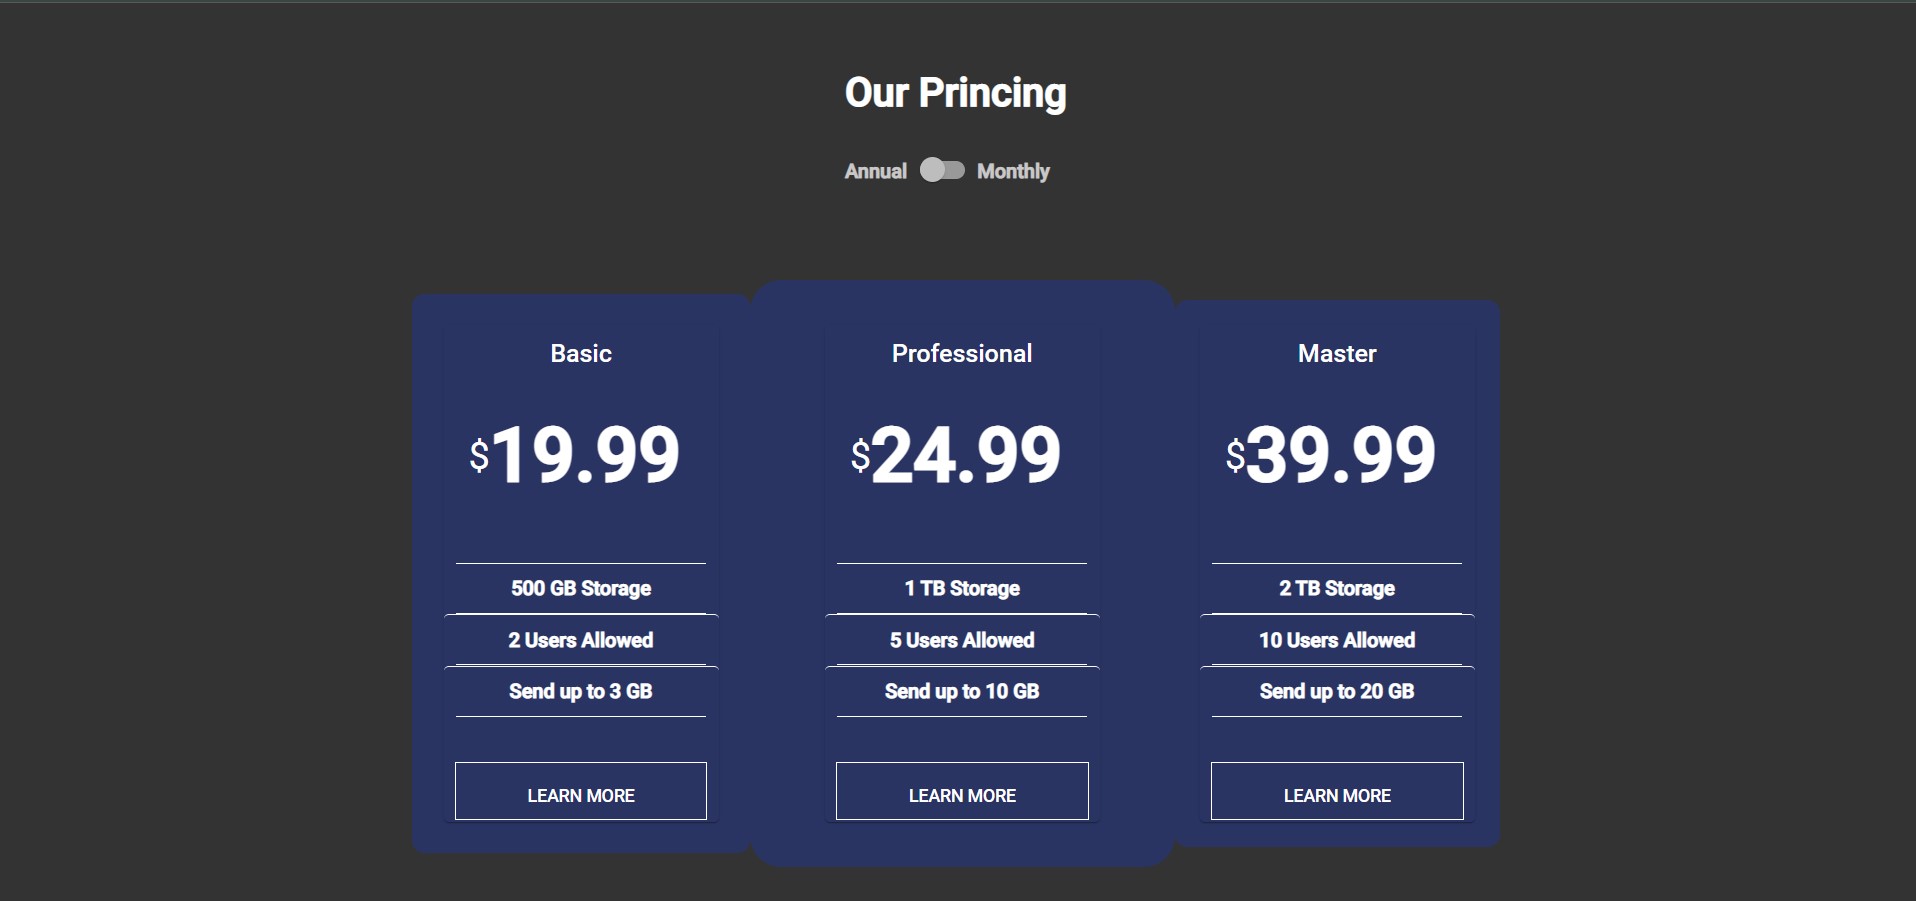 Our Princing
Annual Monthly
Basic
$19.99
500 GB Storage
2 Users Allowed
Send up to 3 GB
LEARN MORE
Professional
$24.99
1 TB Storage
5 Users Allowed
Send up to 10 GB
LEARN MORE
Master
$39.99
2 TB Storage
10 Users Allowed
Send up to 20 GB
LEARN MORE